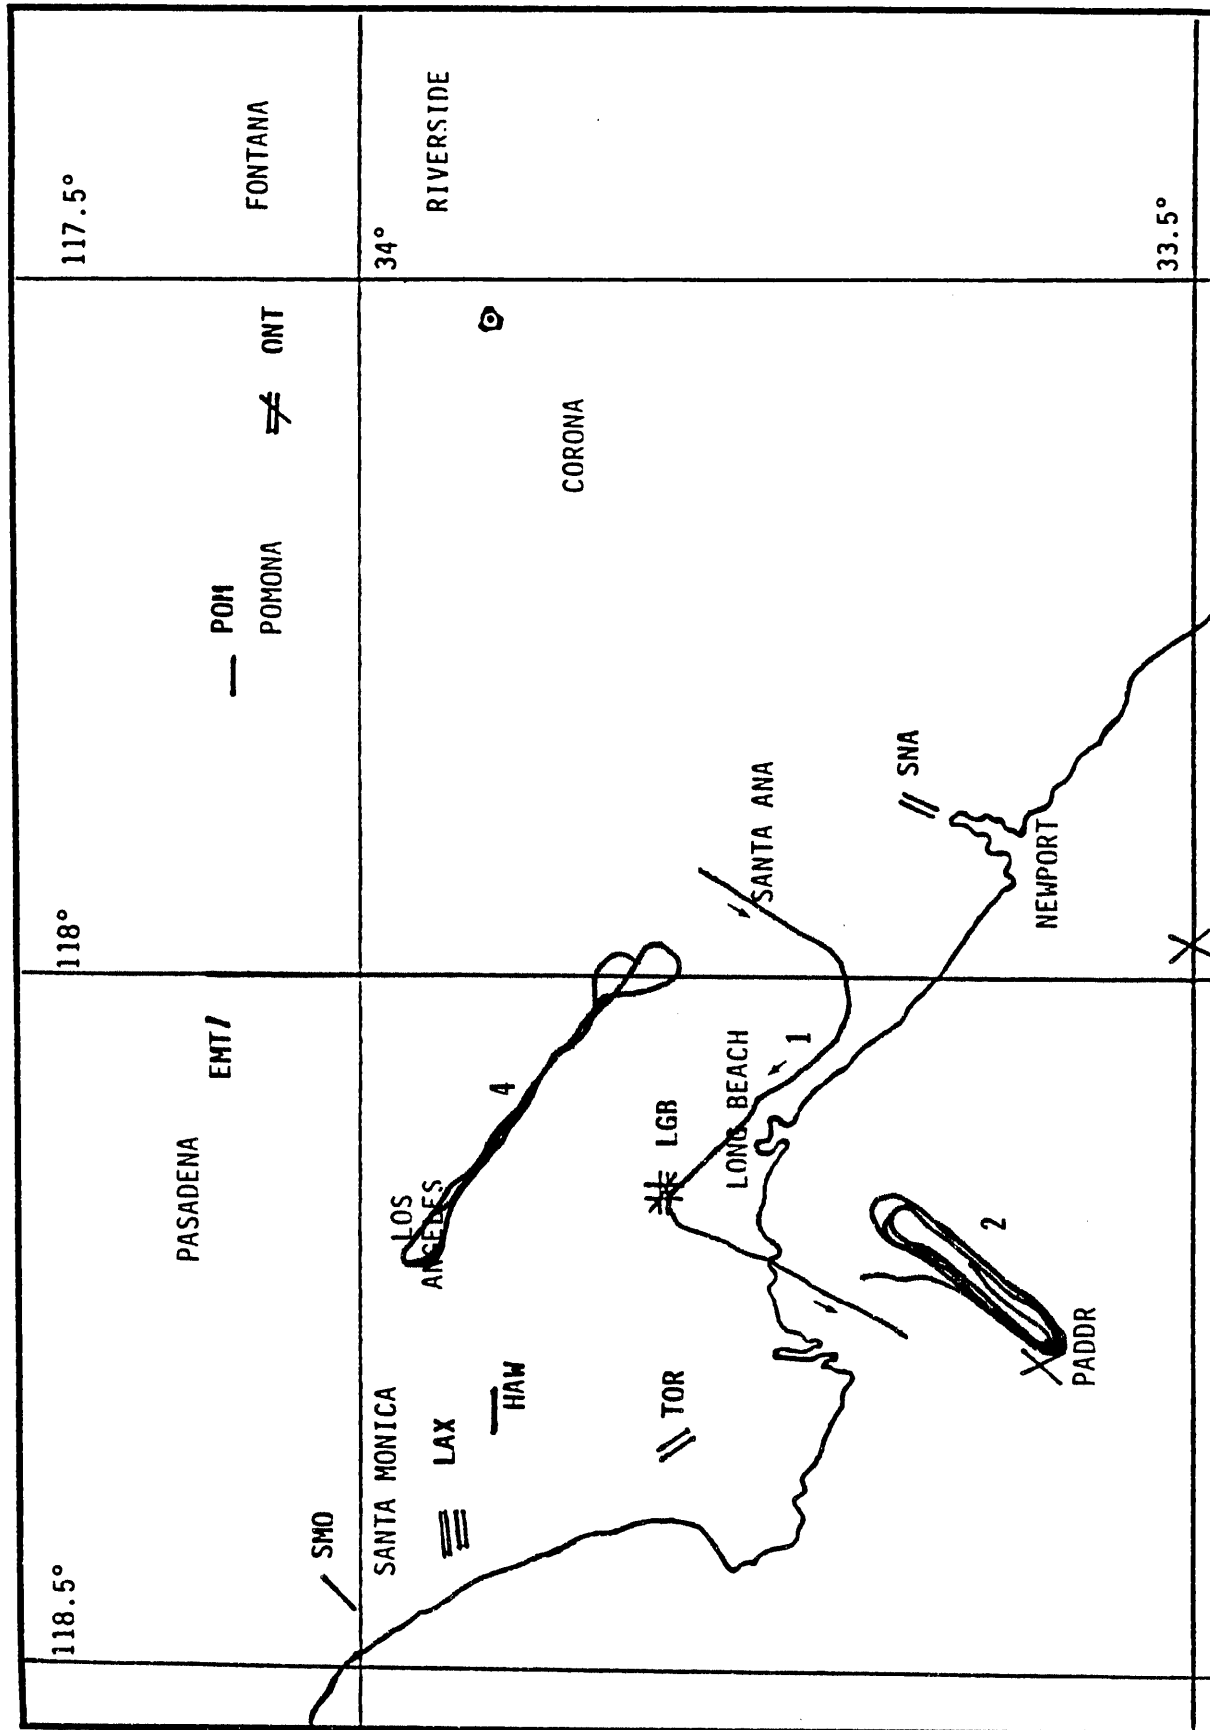 118.5°
118°
117.5°
PASADENA
EMT
POM
POMONA
ONT
FONTANA
SMO
34°
SANTA MONICA
LAX
HAW
LOS
ANGELES
4
RIVERSIDE
CORONA
TOR
LGB
LONG BEACH
1
SANTA ANA
SNA
2
NEWPORT
PADDR
33.5°